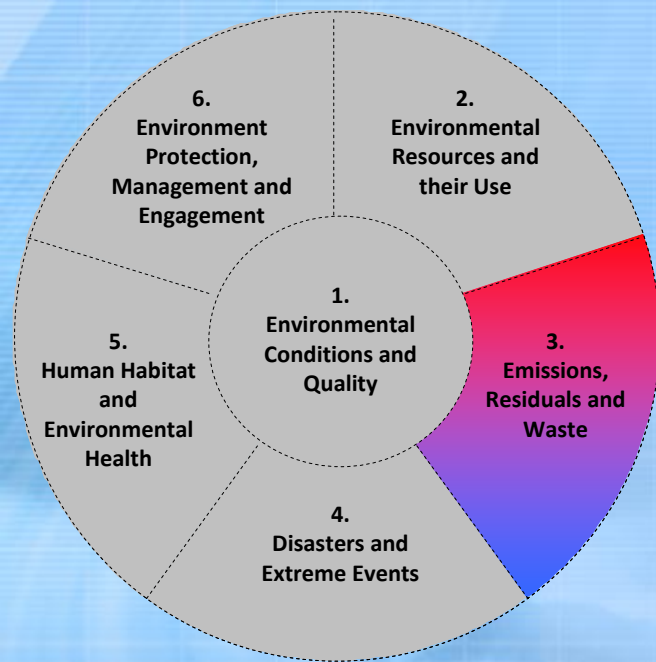 1.
Environmental
Conditions and
Quality
2.
Environmental
Resources and
their Use
3.
Emissions,
Residuals and
Waste
4.
Disasters and
Extreme Events
5.
Human Habitat
and
Environmental
Health
6.
Environment
Protection,
Management and
Engagement